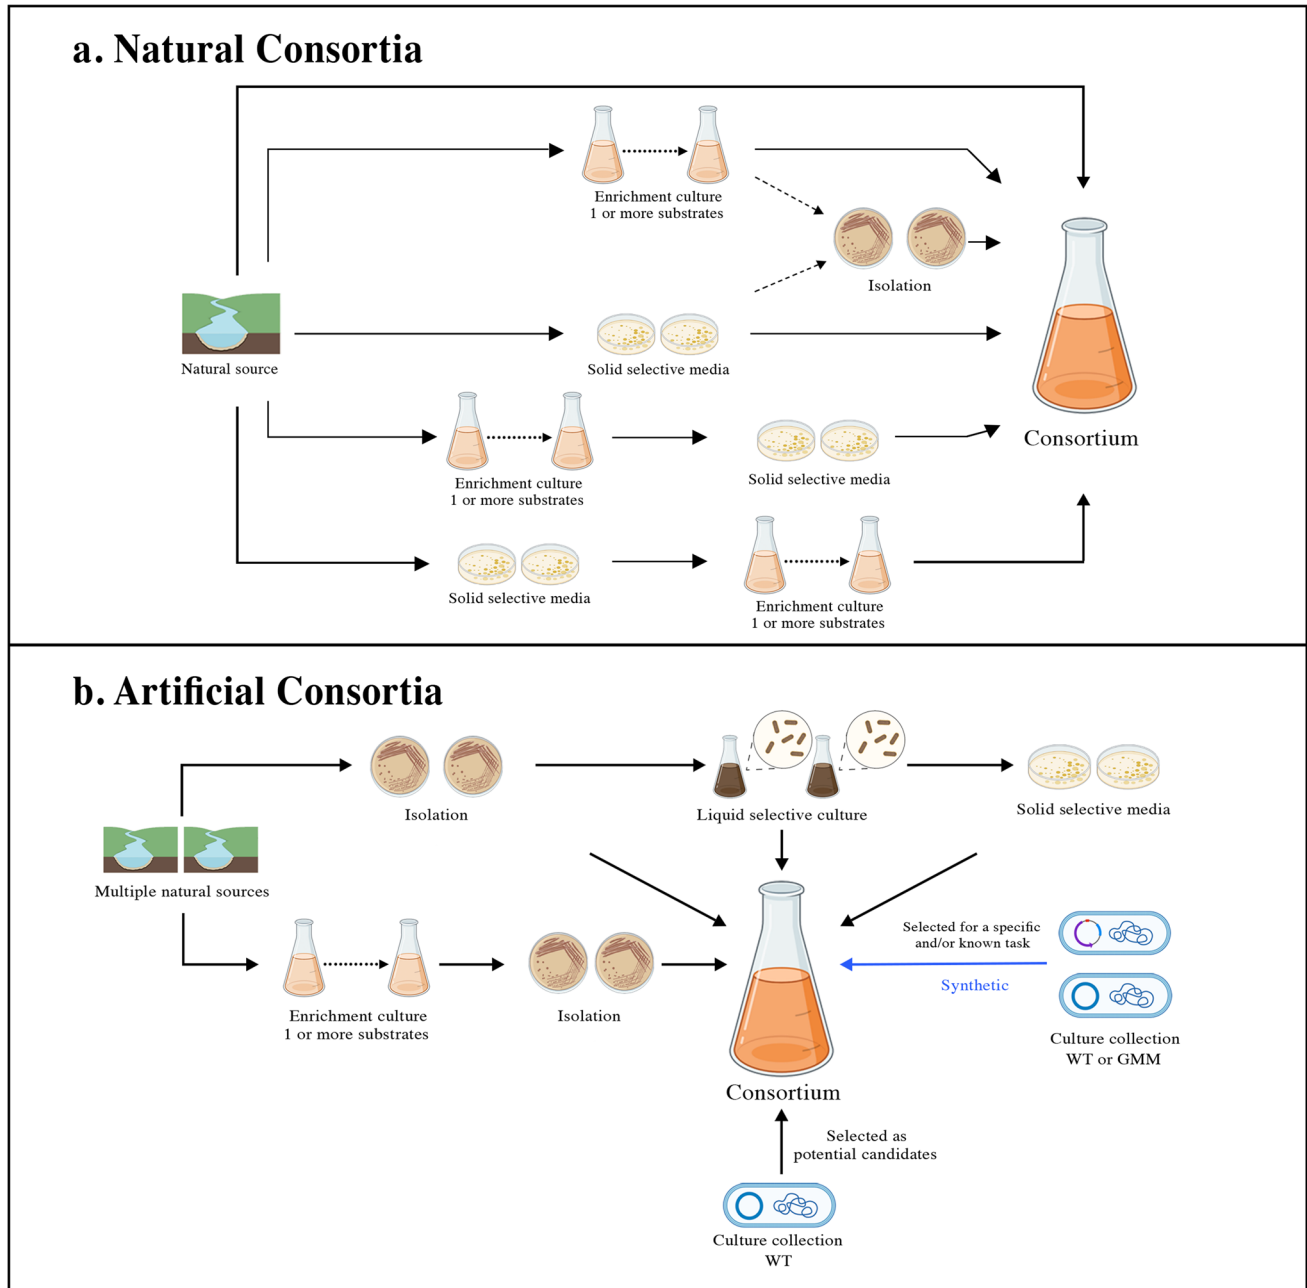 a. Natural Consortia
Enrichment culture
1 or more substrates
Isolation
Natural source
Solid selective media
Consortium
Enrichment culture
1 or more substrates
Solid selective media
Solid selective media
Enrichment culture
1 or more substrates
b. Artificial Consortia
Isolation
Liquid selective culture
Solid selective media
Multiple natural sources
Selected for a specific
and/or known task
Synthetic
Enrichment culture
1 or more substrates
Isolation
Culture collection
WT or GMM
Consortium
Selected as
potential candidates
Culture collection
WT